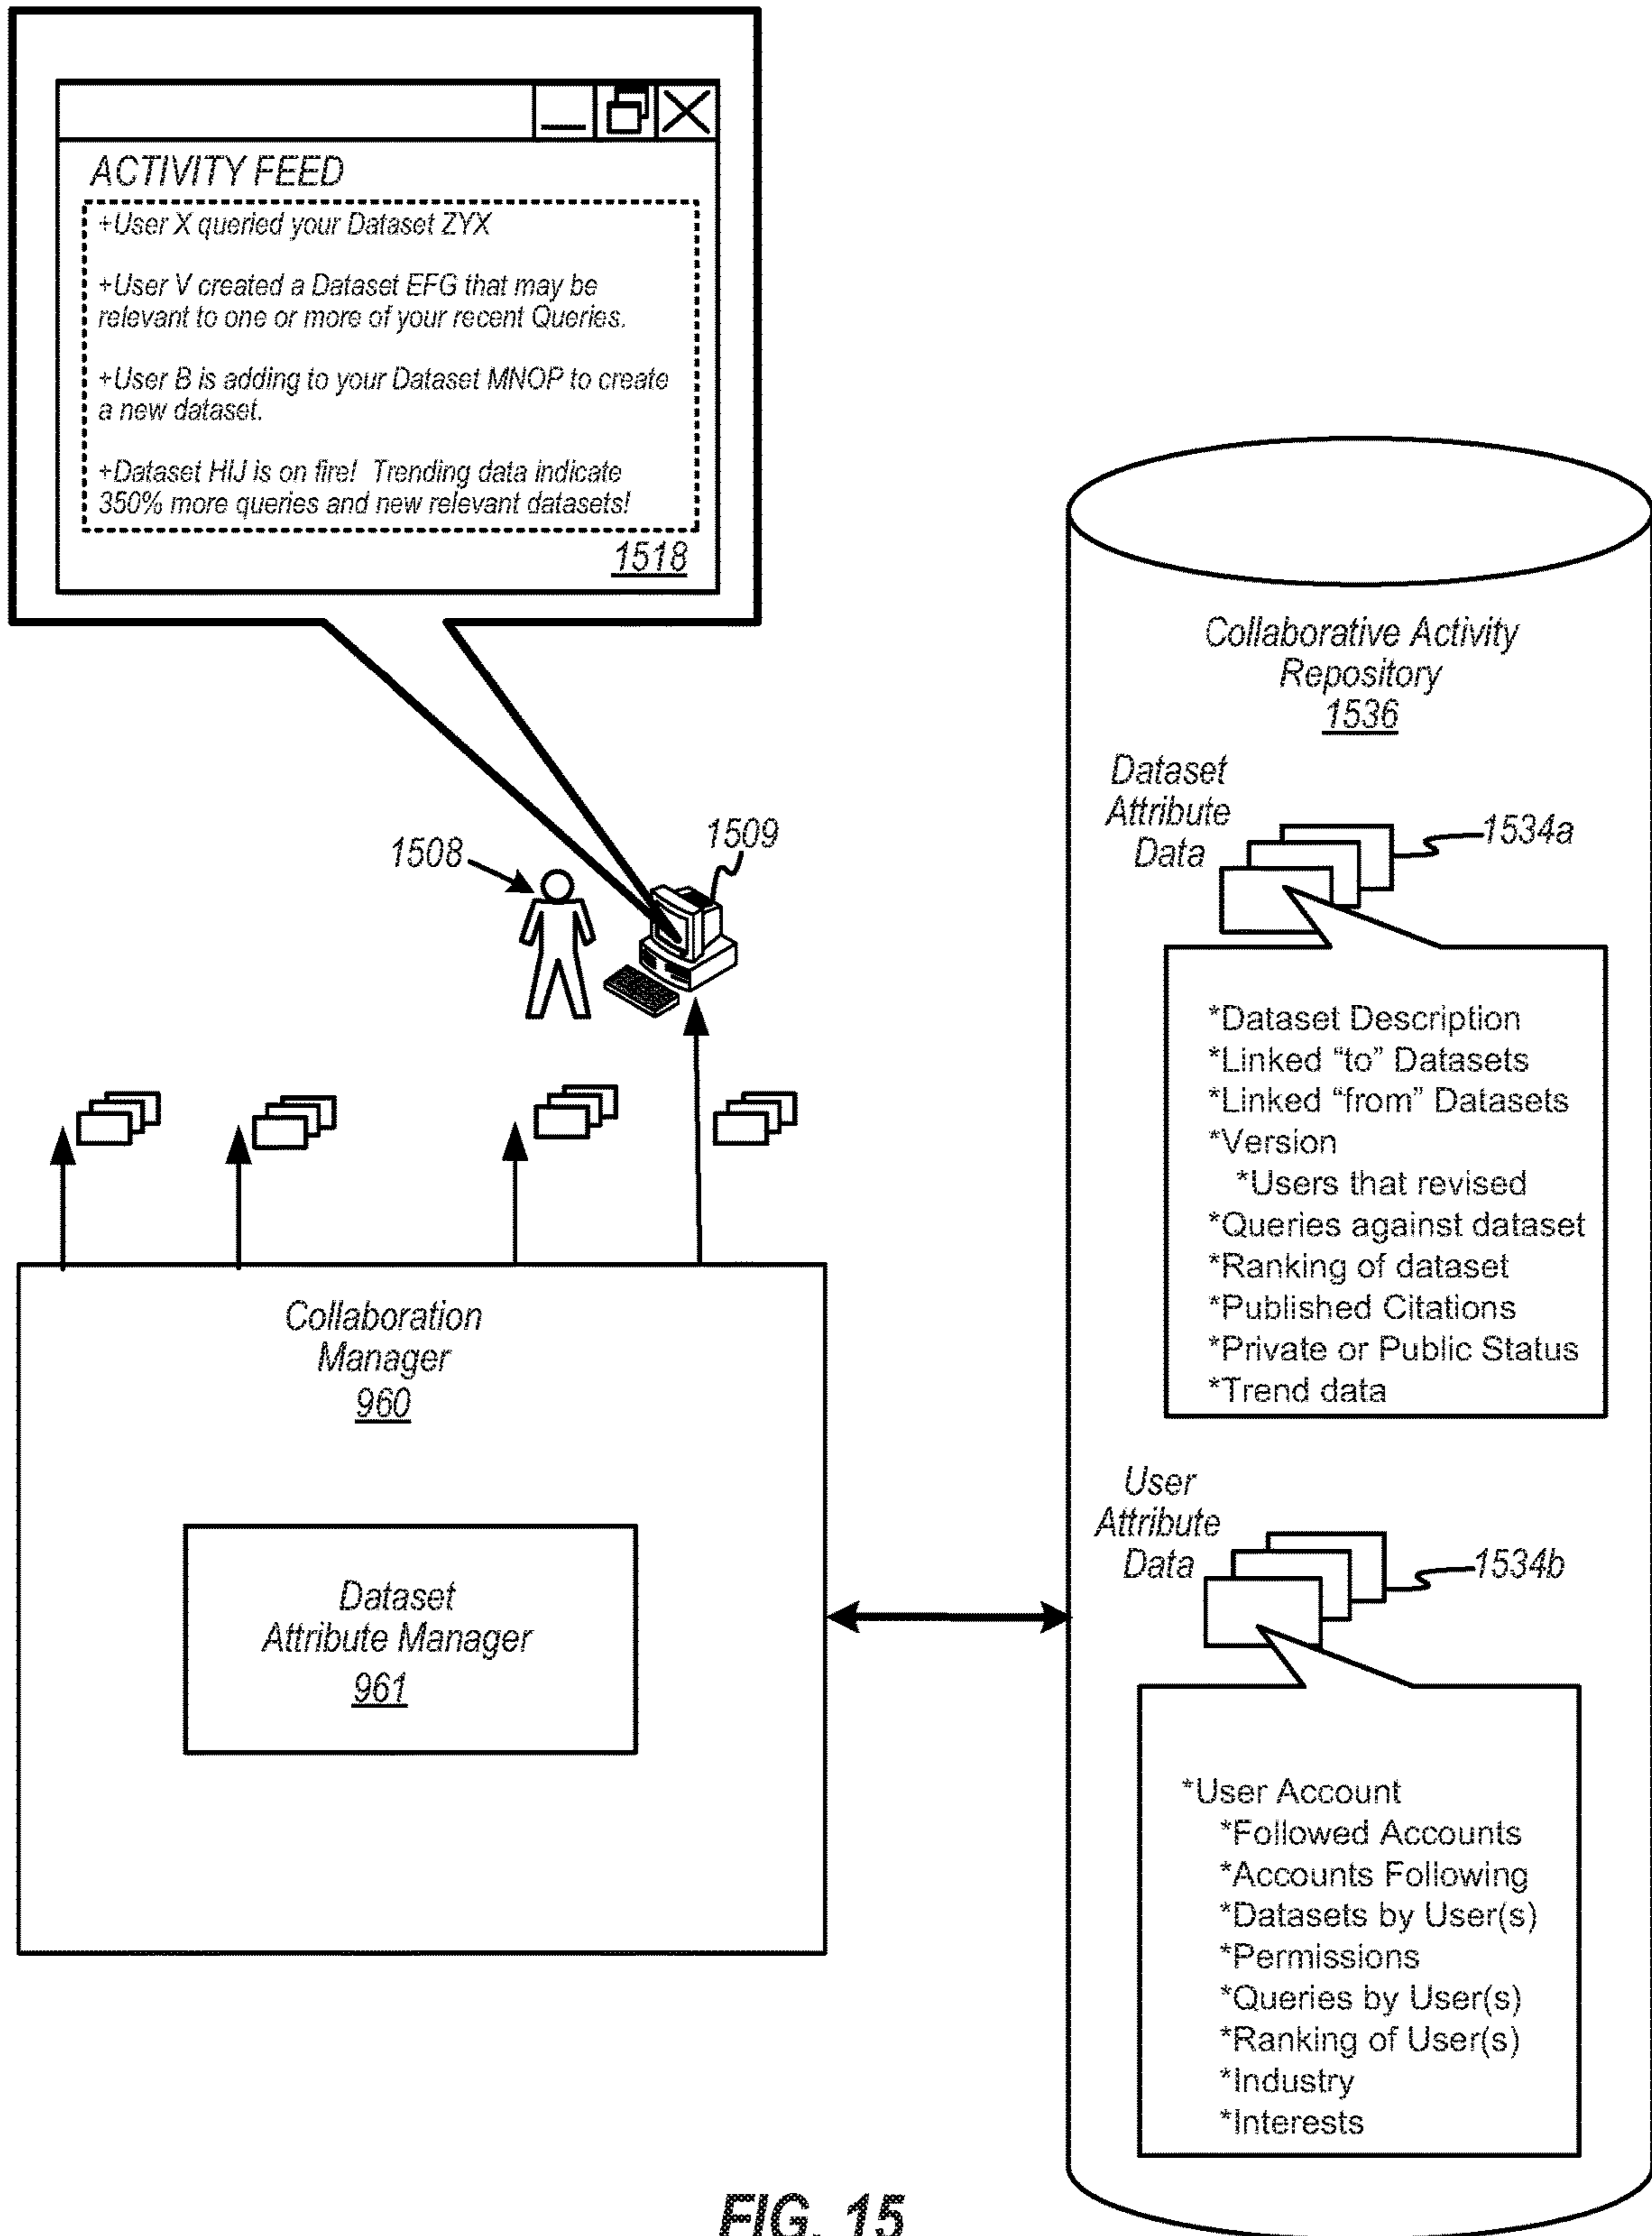 ACTIVITY FEED
+User X queried your Dataset ZYX
+User V created a Dataset EFG that may be
relevant to one or more of your recent Queries.
+User B is adding to your Dataset MNOP to create
a new dataset.
+Dataset HIJ is on fire! Trending data indicate
350% more queries and new relevant datasets!
1518
1508
1509
Collaboration
Manager
960
Dataset
Attribute Manager
961
Collaborative Activity
Repository
1536
Dataset
Attribute
Data
1534a
*Dataset Description
*Linked “to” Datasets
*Linked “from” Datasets
*Version
*Users that revised
*Queries against dataset
*Ranking of dataset
*Published Citations
*Private or Public Status
*Trend data
User
Attribute
Data
1534b
*User Account
*Followed Accounts
*Accounts Following
*Datasets by User(s)
*Permissions
*Queries by User(s)
*Ranking of User(s)
*Industry
*Interests
FIG. 15